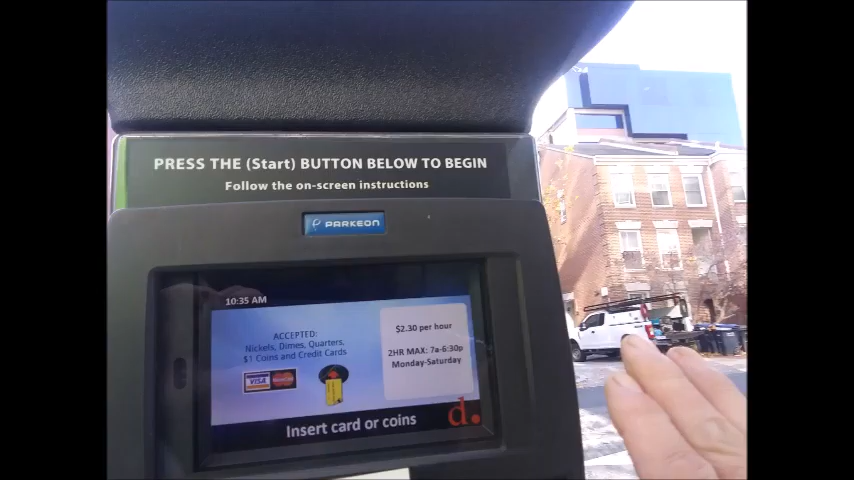 PRESS THE (Start) BUTTON BELOW TO BEGIN
Follow the on-screen instructions
PARKEON
10:35 AM
ACCEPTED:
Nickels, Dimes, Quarters,
$1 Coins and Credit Cards
VISA
$2.30 per hour
2HR MAX: 7a-6:30p
Monday-Saturday
Insert card or coins
d.